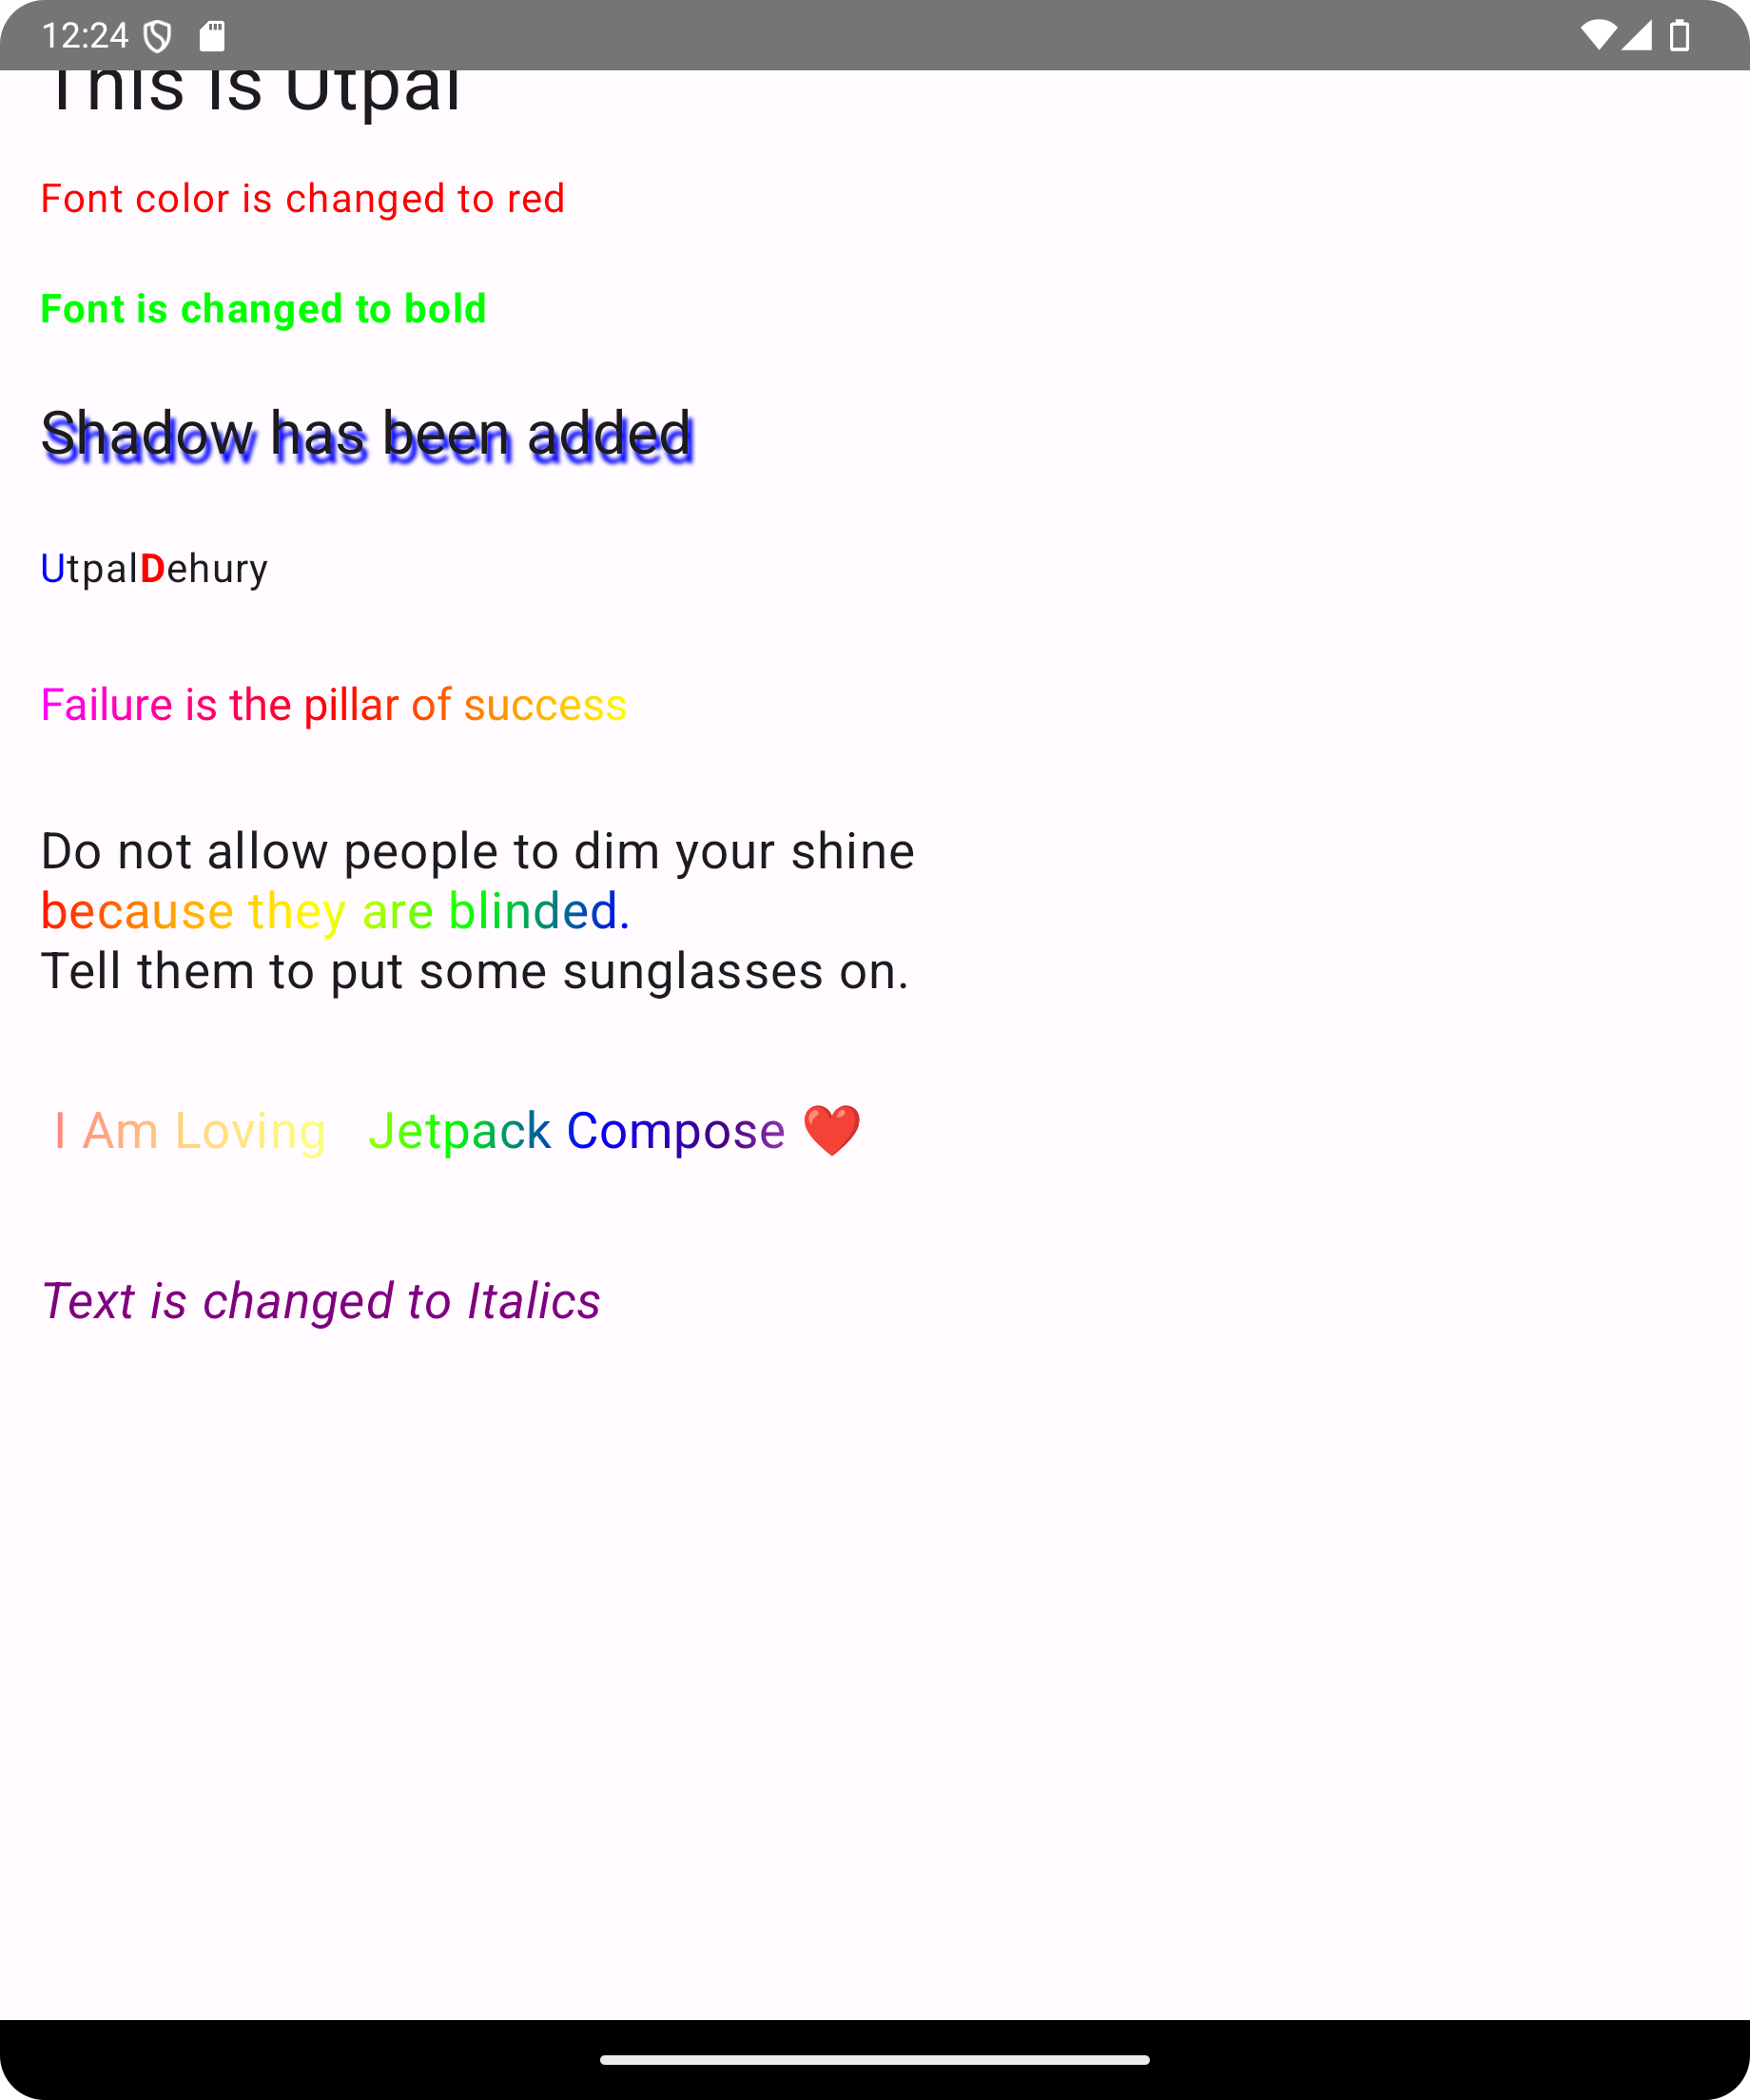 12:24
This is Utpal
Font color is changed to red
Font is changed to bold
Shadow has been added
UtpalDehury
Failure is the pillar of success
Do not allow people to dim your shine
because they are blinded.
Tell them to put some sunglasses on.
I Am Loving   Jetpack Compose ❤️
Text is changed to Italics